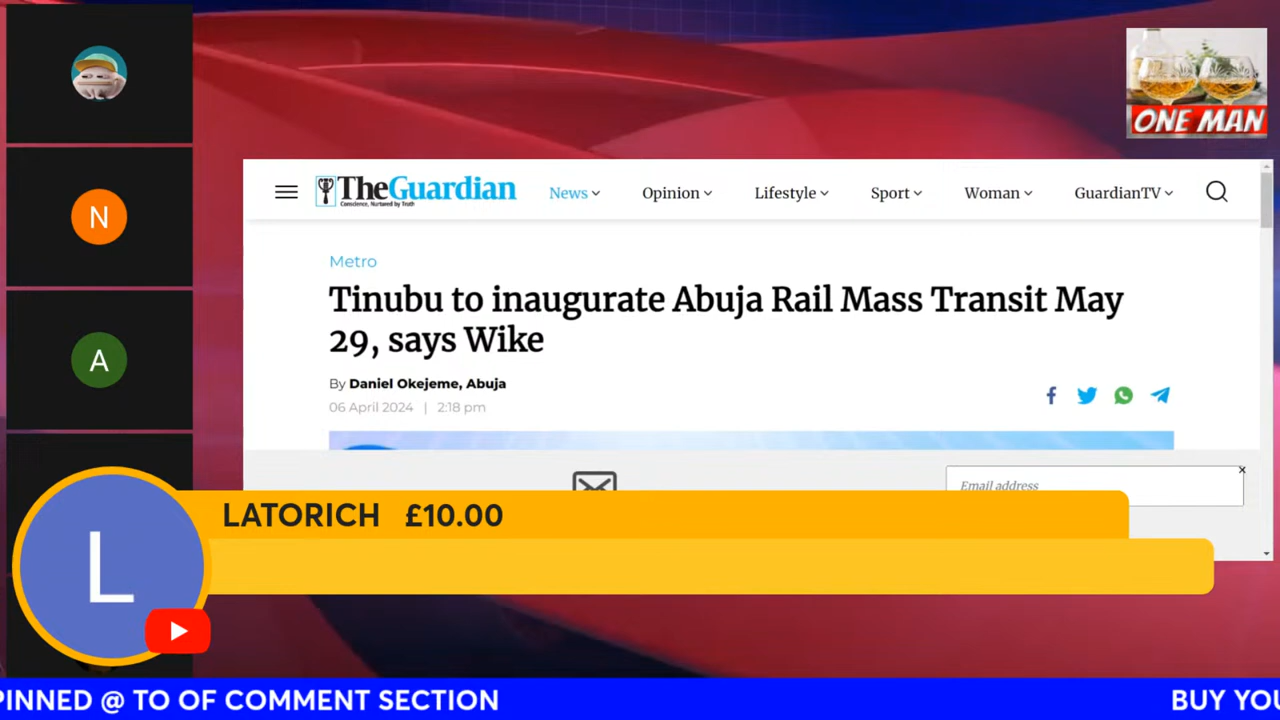 ONE MAN
TheGuardian
Conscience, Nurtured by Truth
News Opinion Lifestyle Sport Woman GuardianTV
Metro
Tinubu to inaugurate Abuja Rail Mass Transit May
29, says Wike
By Daniel Okejeme, Abuja
06 April 2024 | 2:18 pm
N
A
Email address
x
LATORICH £10.00
L
PINNED @ TO OF COMMENT SECTION
BUY YOU